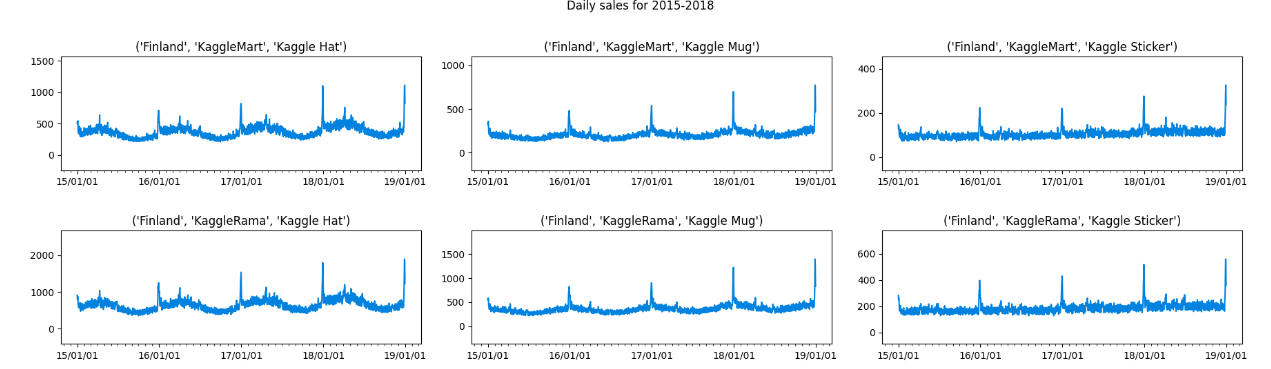 Daily sales for 2015-2018
('Finland', 'KaggleMart', 'Kaggle Hat')
('Finland', 'KaggleMart', 'Kaggle Mug')
('Finland', 'KaggleMart', 'Kaggle Sticker')
1500
1000
500
0
15/01/01 16/01/01 17/01/01 18/01/01 19/01/01
1000
500
0
15/01/01 16/01/01 17/01/01 18/01/01 19/01/01
400
200
0
15/01/01 16/01/01 17/01/01 18/01/01 19/01/01
('Finland', 'KaggleRama', 'Kaggle Hat')
('Finland', 'KaggleRama', 'Kaggle Mug')
('Finland', 'KaggleRama', 'Kaggle Sticker')
2000
1000
0
15/01/01 16/01/01 17/01/01 18/01/01 19/01/01
1500
1000
500
0
15/01/01 16/01/01 17/01/01 18/01/01 19/01/01
600
400
200
0
15/01/01 16/01/01 17/01/01 18/01/01 19/01/01